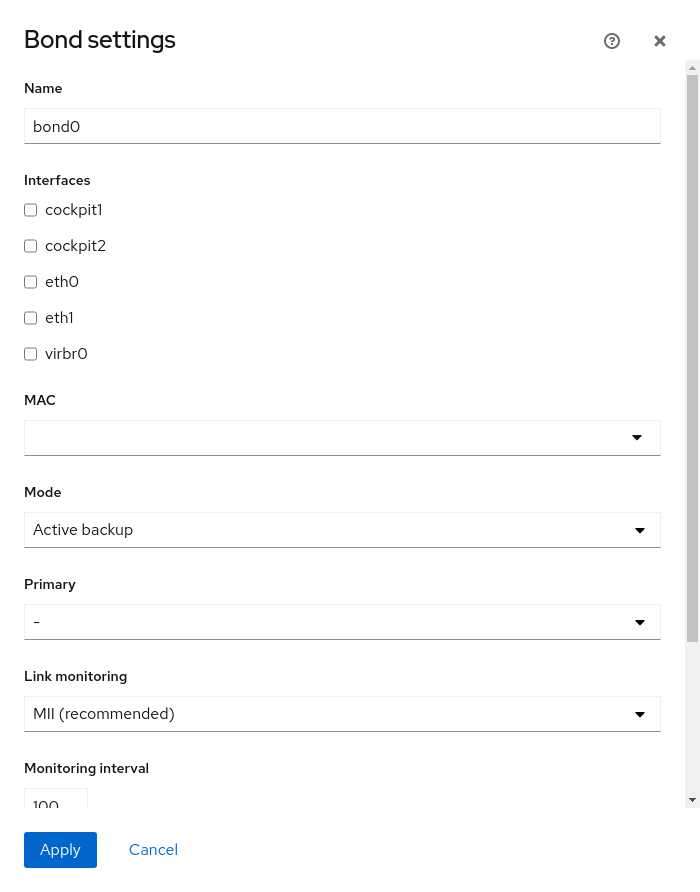 Bond settings
Name
bond0
Interfaces
cockpit1
cockpit2
eth0
eth1
virbr0
MAC
Mode
Active backup
Primary
-
Link monitoring
MII (recommended)
Monitoring interval
100
Apply Cancel